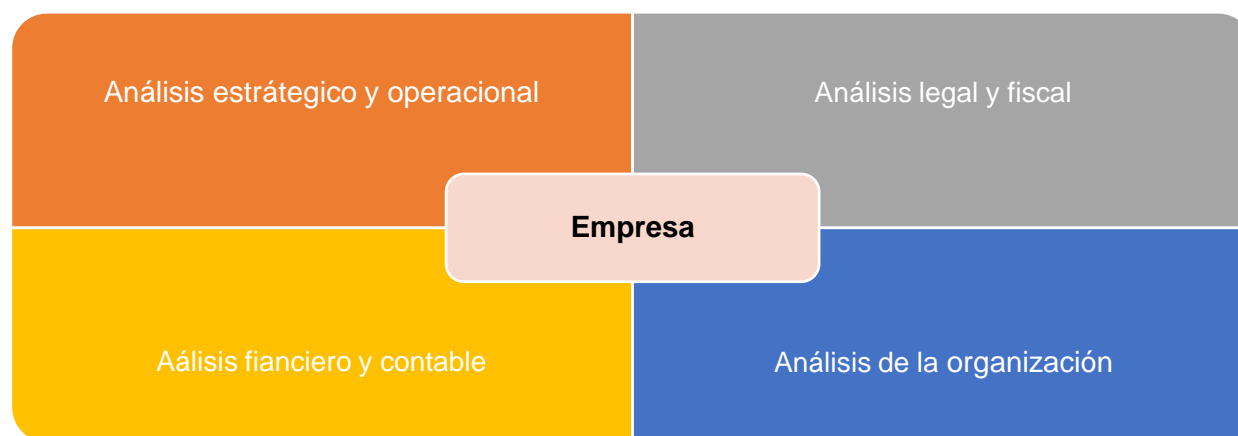 Análisis estrátegico y operacional
Análisis legal y fiscal
Empresa
Aálisis fianciero y contable
Análisis de la organización